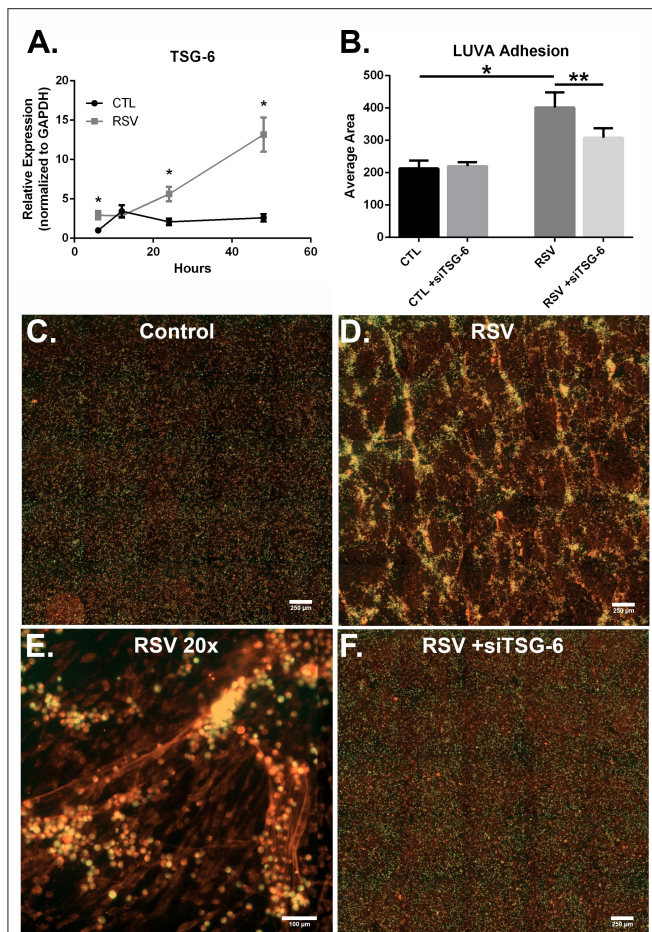 A.
TSG-6
Relative Expression
(normalized to GAPDH)
20
15
10
5
0
CTL
RSV
*
*
*
0
20
40
60
Hours
B.
LUVA Adhesion
Average Area
500
400
300
200
100
0
*
**
CTL
CTL +siTSG-6
RSV
RSV +siTSG-6
C.
Control
250 µm
D.
RSV
250 µm
E.
RSV 20x
100 µm
F.
RSV +siTSG-6
250 µm